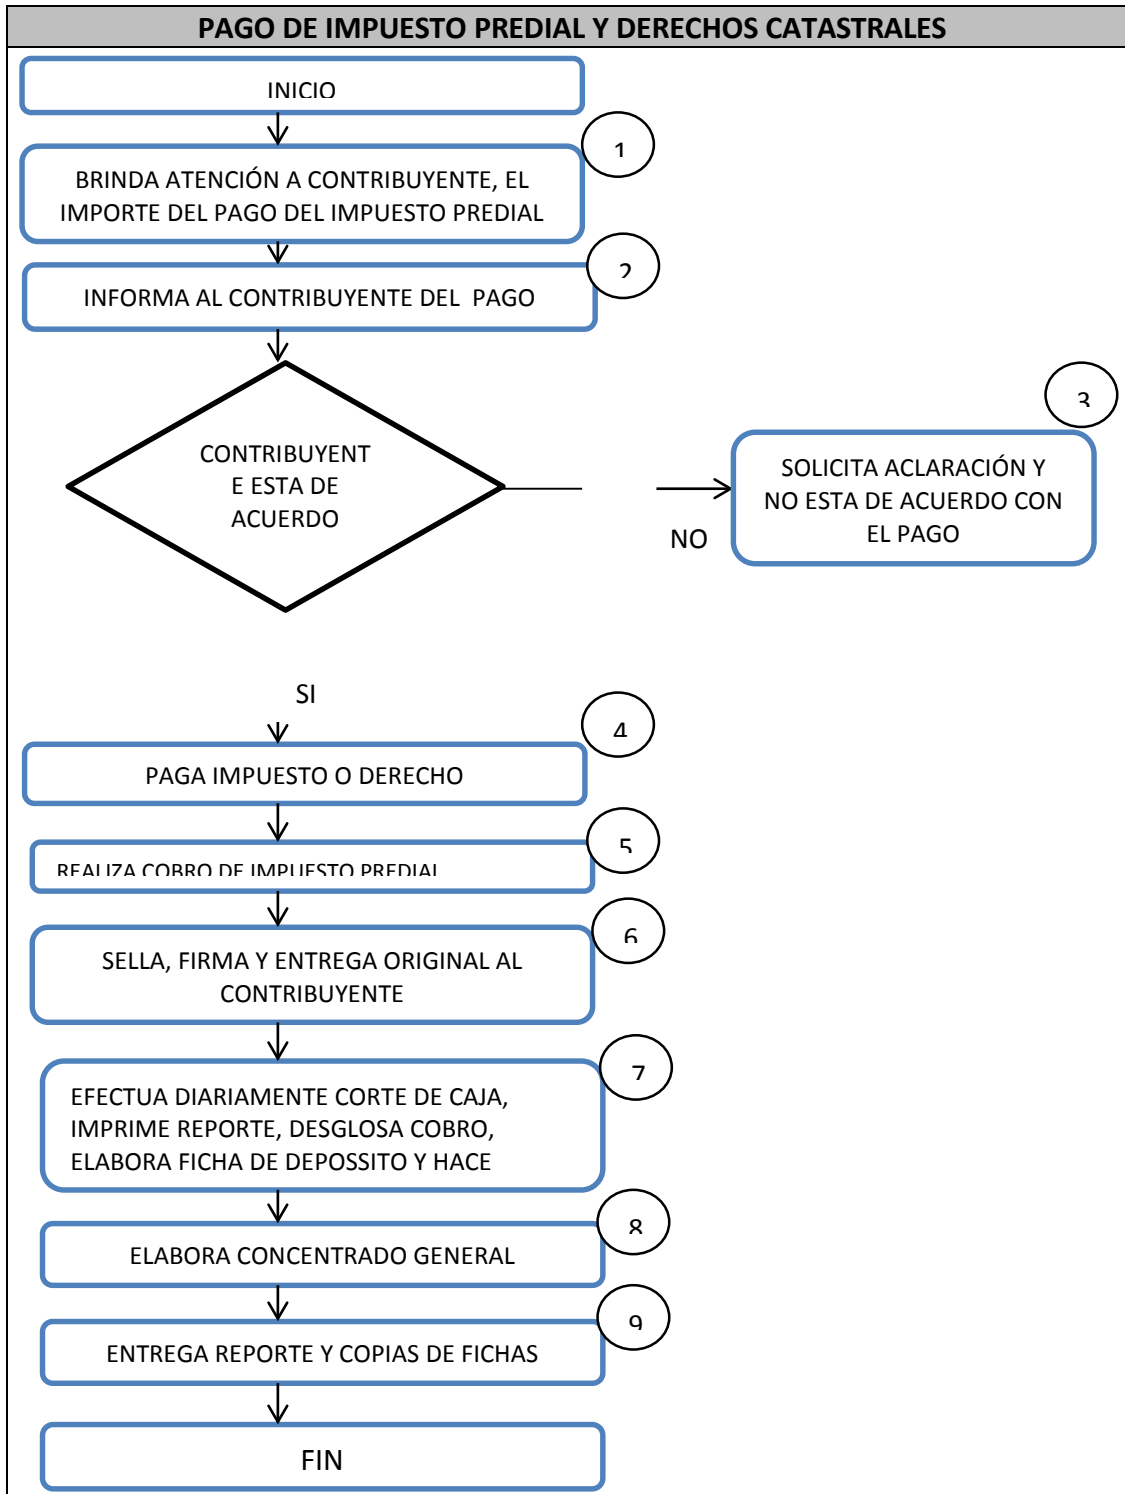 PAGO DE IMPUESTO PREDIAL Y DERECHOS CATASTRALES
INICIO
1
BRINDA ATENCIÓN A CONTRIBUYENTE, EL
IMPORTE DEL PAGO DEL IMPUESTO PREDIAL
2
INFORMA AL CONTRIBUYENTE DEL PAGO
CONTRIBUYENT
E ESTA DE
ACUERDO
NO
3
SOLICITA ACLARACIÓN Y
NO ESTA DE ACUERDO CON
EL PAGO
SI
4
PAGA IMPUESTO O DERECHO
5
REALIZA COBRO DE IMPUESTO PREDIAL
6
SELLA, FIRMA Y ENTREGA ORIGINAL AL
CONTRIBUYENTE
7
EFECTUA DIARIAMENTE CORTE DE CAJA,
IMPRIME REPORTE, DESGLOSA COBRO,
ELABORA FICHA DE DEPOSSITO Y HACE
8
ELABORA CONCENTRADO GENERAL
9
ENTREGA REPORTE Y COPIAS DE FICHAS
FIN